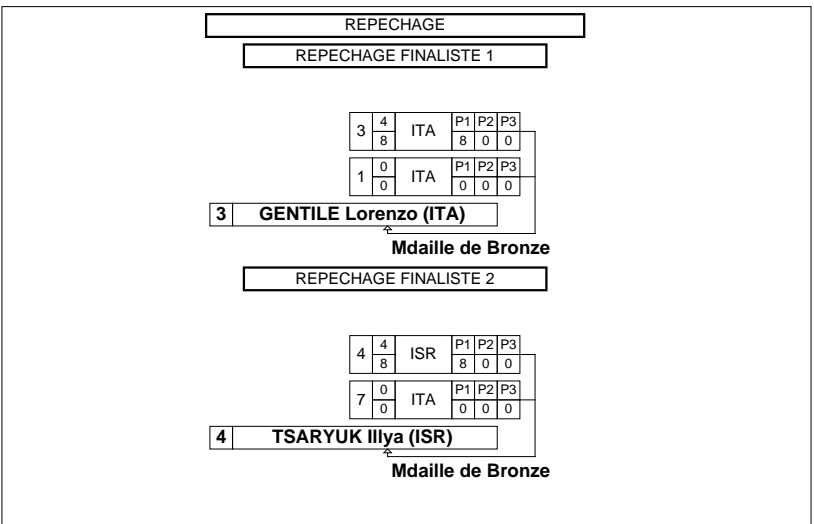 REPECHAGE
REPECHAGE FINALISTE 1
3 4 ITA P1 P2 P3
8 8 0 0
1 0 ITA P1 P2 P3
0 0 0 0
3 GENTILE Lorenzo (ITA)
Mdaille de Bronze
REPECHAGE FINALISTE 2
4 4 ISR P1 P2 P3
8 8 0 0
7 0 ITA P1 P2 P3
0 0 0 0
4 TSARYUK Illya (ISR)
Mdaille de Bronze